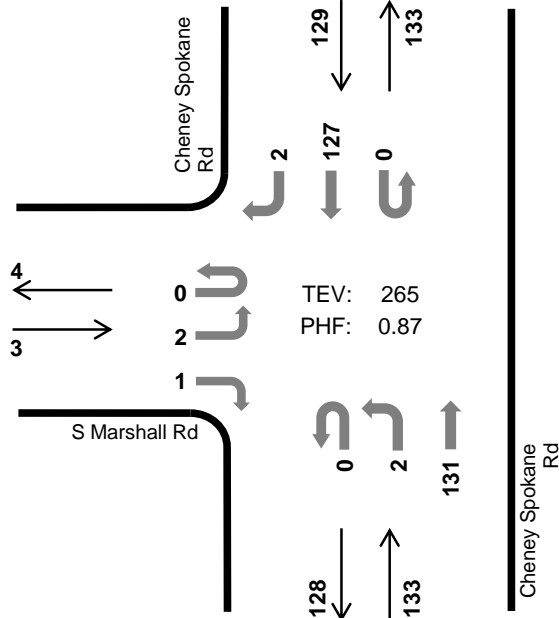 129
133
Cheney Spokane
Rd
2
127
0
4
0
TEV: 265
3
2
PHF: 0.87
1
S Marshall Rd
0
2
131
Cheney Spokane
Rd
128
133